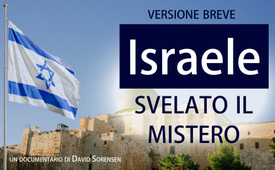 VERSIONE BREVE
Israele
SVELATO IL
MISTERO
UN DOCUMENTARIO DI DAVID SORENSEN